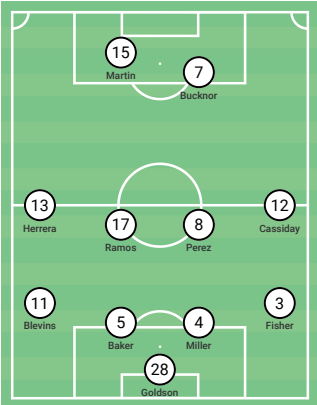 15
Martin
7
Bucknor
13
Herrera
12
Cassiday
17
Ramos
8
Perez
11
Blevins
3
Fisher
5
Baker
4
Miller
28
Goldson